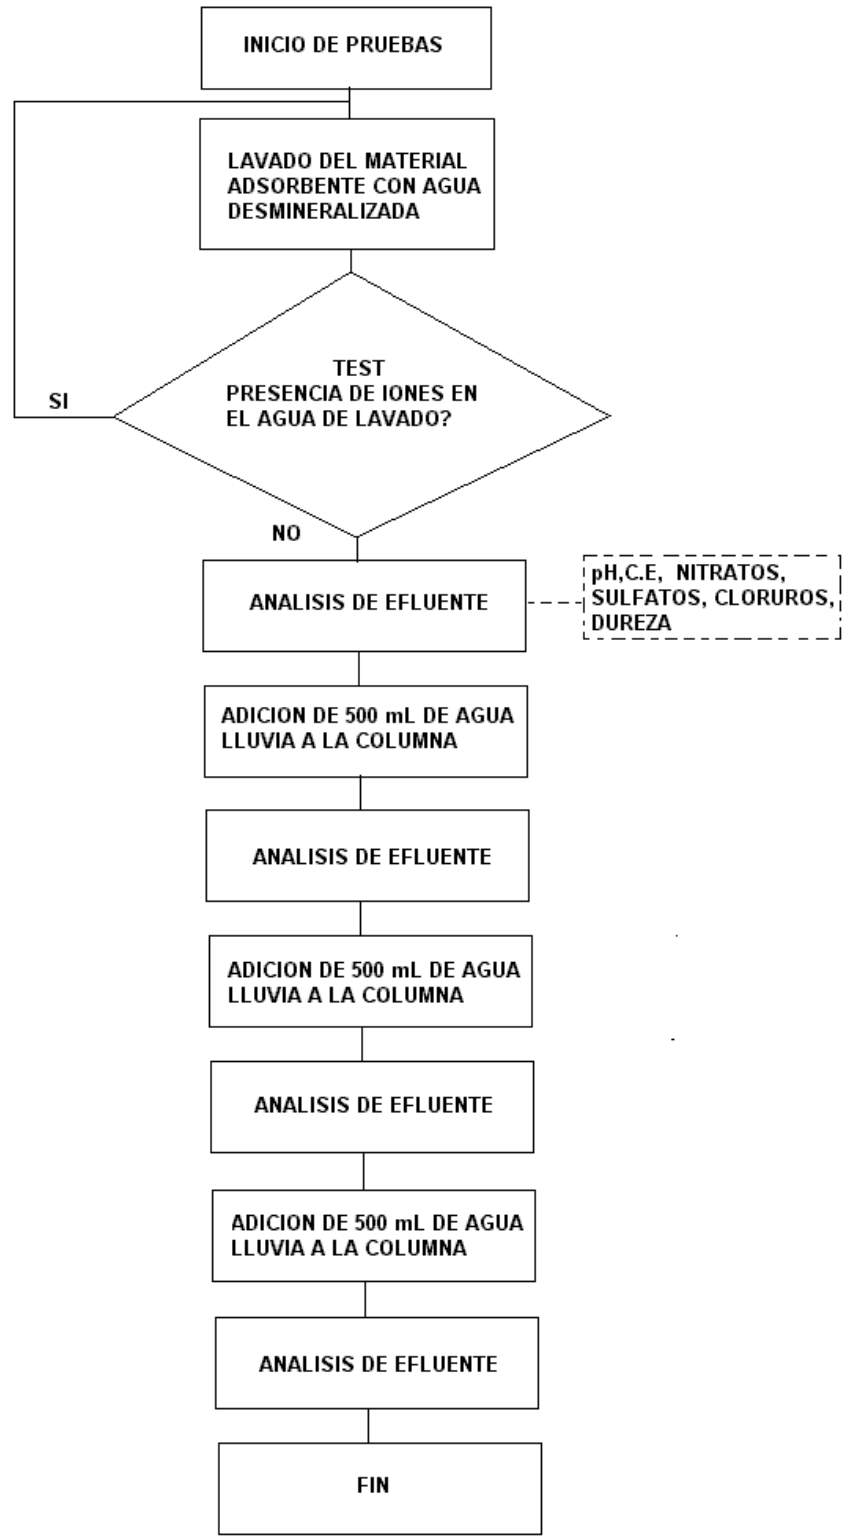 INICIO DE PRUEBAS
LAVADO DEL MATERIAL
ADSORBENTE CON AGUA
DESMINERALIZADA
TEST
PRESENCIA DE IONES EN
EL AGUA DE LAVADO?
SI
NO
ANALISIS DE EFLUENTE
pH,C.E, NITRATOS,
SULFATOS, CLORUROS,
DUREZA
ADICION DE 500 mL DE AGUA
LLUVIA A LA COLUMNA
ANALISIS DE EFLUENTE
ADICION DE 500 mL DE AGUA
LLUVIA A LA COLUMNA
ANALISIS DE EFLUENTE
ADICION DE 500 mL DE AGUA
LLUVIA A LA COLUMNA
ANALISIS DE EFLUENTE
FIN